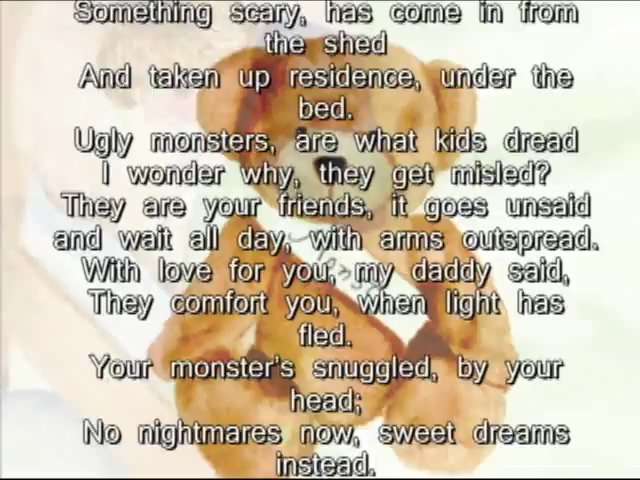 Something scary, has come in from
the shed
And taken up residence, under the
bed.
Ugly monsters, are what kids dread
I wonder why, they get misled?
They are your friends, it goes unsaid
and wait all day, with arms outspread.
With love for you, my daddy said,
They comfort you, when light has
fled.
Your monster's snuggled, by your
head;
No nightmares now, sweet dreams
instead.